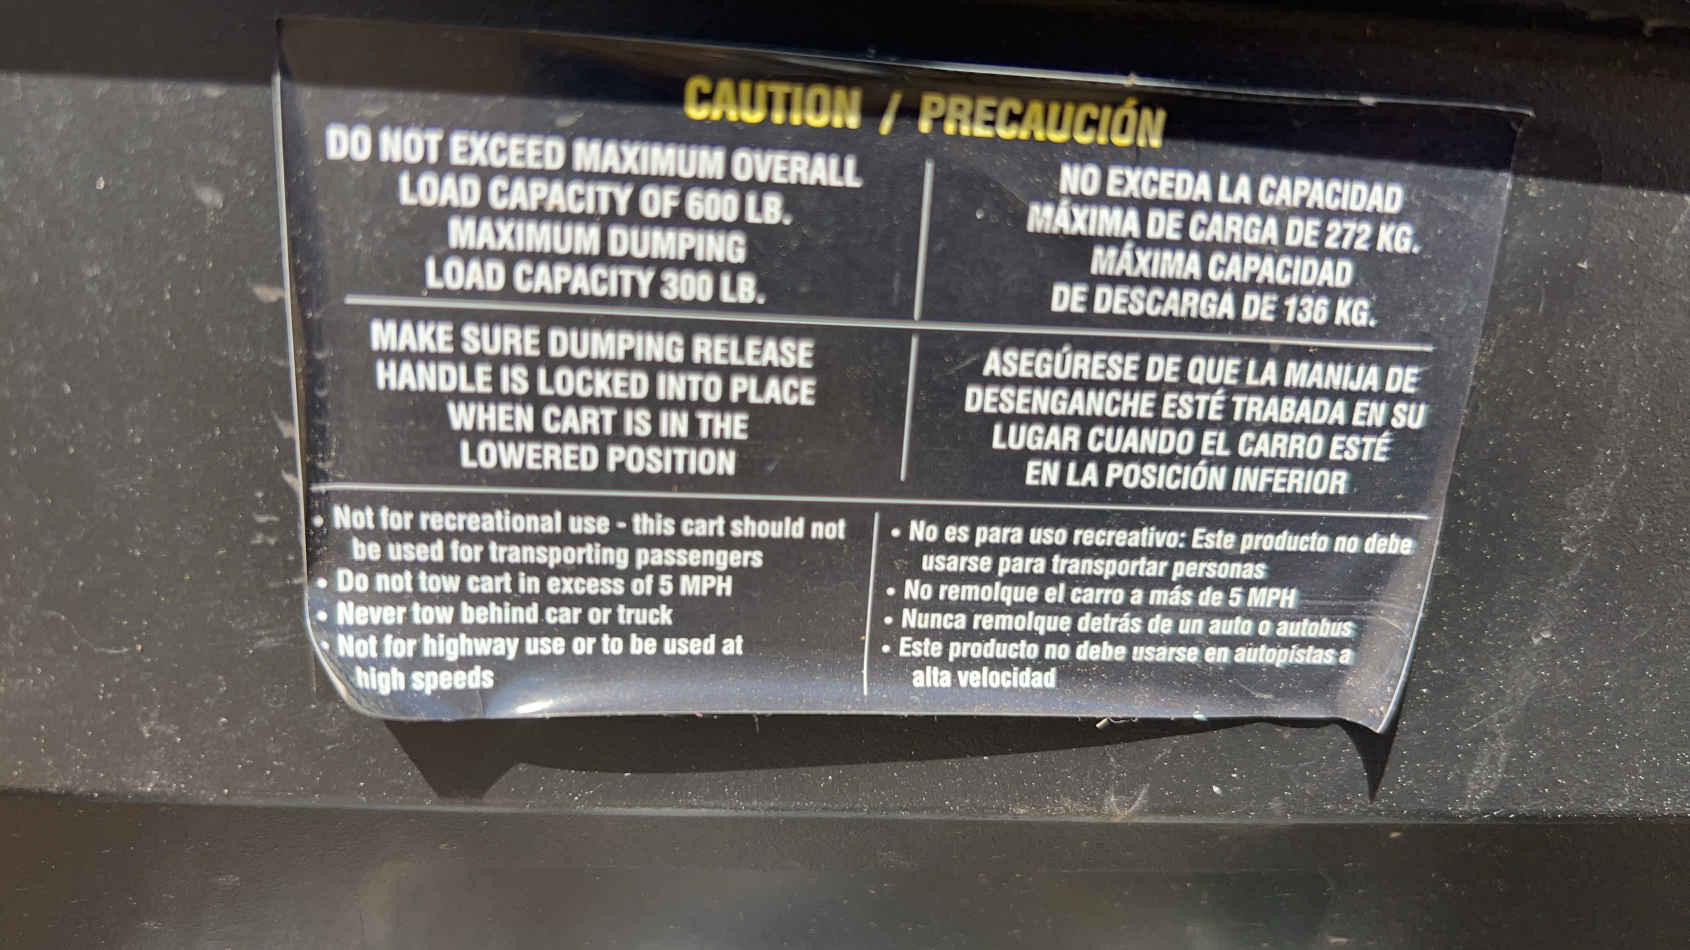 CAUTION / PRECAUCIÓN
DO NOT EXCEED MAXIMUM OVERALL
LOAD CAPACITY OF 600 LB.
MAXIMUM DUMPING
LOAD CAPACITY 300 LB.
NO EXCEDA LA CAPACIDAD
MÁXIMA DE CARGA DE 272 KG.
MÁXIMA CAPACIDAD
DE DESCARGA DE 136 KG.
MAKE SURE DUMPING RELEASE
HANDLE IS LOCKED INTO PLACE
WHEN CART IS IN THE
LOWERED POSITION
ASEGÚRESE DE QUE LA MANIJA DE
DESENGANCHE ESTÉ TRABADA EN SU
LUGAR CUANDO EL CARRO ESTÉ
EN LA POSICIÓN INFERIOR
• Not for recreational use - this cart should not
be used for transporting passengers
• Do not tow cart in excess of 5 MPH
• Never tow behind car or truck
• Not for highway use or to be used at
high speeds
• No es para uso recreativo: Este producto no debe
usarse para transportar personas
• No remolque el carro a más de 5 MPH
• Nunca remolque detrás de un auto o autobus
• Este producto no debe usarse en autopistas a
alta velocidad